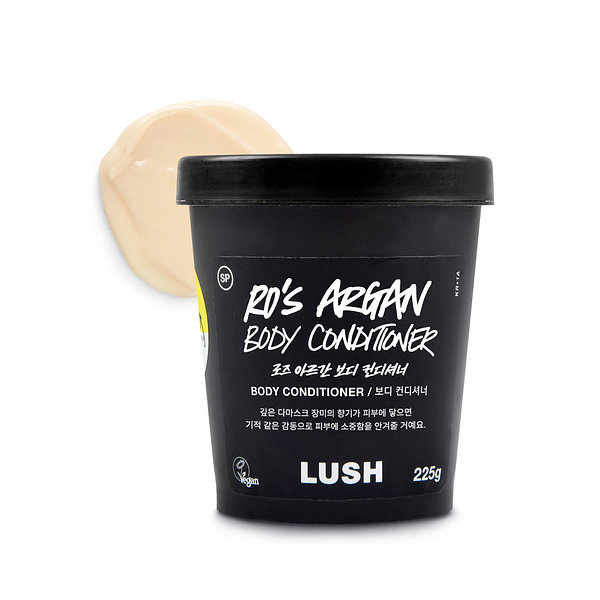 SP
KR-1A
RO'S ARGAN
BODY CONDITIONER
로즈 아르간 보디 컨디셔너
BODY CONDITIONER / 보디 컨디셔너
깊은 다마스크 장미의 향기가 피부에 닿으면
기적 같은 감동으로 피부에 소중함을 안겨줄 거예요.
Vegan
LUSH
225g